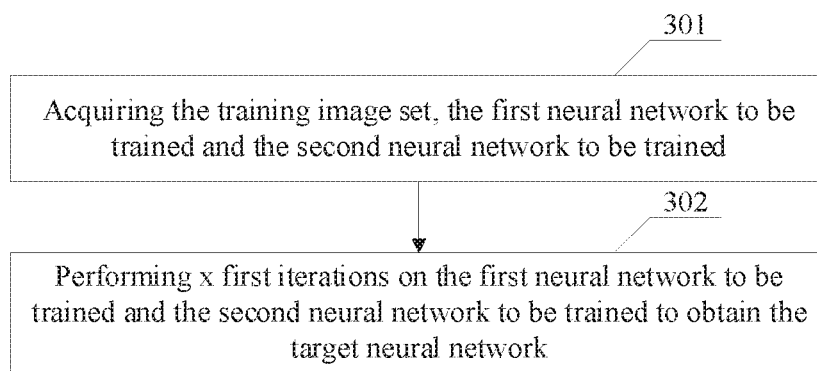 301
Acquiring the training image set, the first neural network to be
trained and the second neural network to be trained
302
Performing x first iterations on the first neural network to be
trained and the second neural network to be trained to obtain the
target neural network